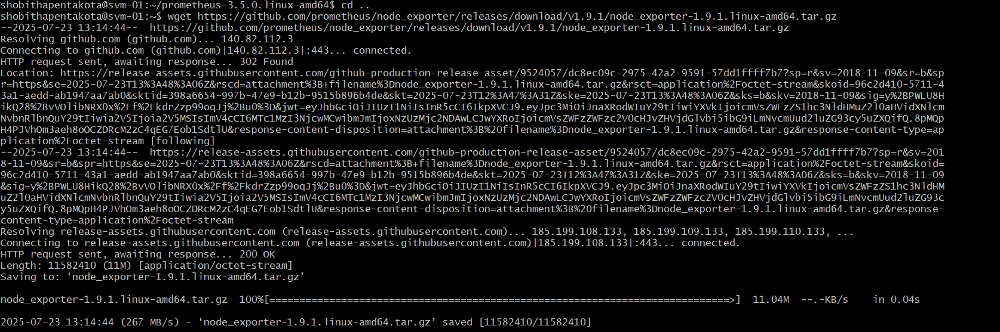 shobithapentakota@svm-01:~/prometheus-3.5.0.linux-amd64$ cd ..
shobithapentakota@svm-01:~$ wget https://github.com/prometheus/node_exporter/releases/download/v1.9.1/node_exporter-1.9.1.linux-amd64.tar.gz
--2025-07-23 13:14:44--  https://github.com/prometheus/node_exporter/releases/download/v1.9.1/node_exporter-1.9.1.linux-amd64.tar.gz
Resolving github.com (github.com)... 140.82.112.3
Connecting to github.com (github.com)|140.82.112.3|:443... connected.
HTTP request sent, awaiting response... 302 Found
Location: https://release-assets.githubusercontent.com/github-production-release-asset/9524057/dc8ec09c-2975-42a2-9591-57dd1ffff7b7?sp=r&sv=2018-11-09&sr=b&sp
r=https&se=2025-07-23T13%3A48%3A06Z&rscd=attachment%3B+filename%3Dnode_exporter-1.9.1.linux-amd64.tar.gz&rsct=application%2Foctet-stream&skoid=96c2d410-5711-4
3a1-aedd-ab1947aa7ab0&sktid=398a6654-997b-47e9-b12b-9515b896b4de&skt=2025-07-23T12%3A47%3A31Z&ske=2025-07-23T13%3A48%3A06Z&sks=b&skv=2018-11-09&sig=y%2BPWLU8H
ikQ28%2BvVOlibNRX0x%2Ff%2FkdrZzp99oqJj%2Bu0%3D&jwt=eyJhbGciOiJIUzI1NiIsInR5cCI6IkpXVCJ9.eyJpc3MiOiJnaXRodWIuY29tIiwiYXVkIjoicmVsZWFzZS1hc3NldHMuZ2l0aHVidXNlcm
NvbnRlbnQuY29tIiwia2V5Ijoia2V5MSIsImV4cCI6MTc1MzI3NjcwMCwibmJmIjoxNzUzMjc2NDAwLCJwYXRoIjoicmVsZWFzZWFzc2V0cHJvZHVjdGlvbi5ibG9iLmNvcmUud2luZG93cy5uZXQifQ.8pMQp
H4PJVhOm3aeh8oOCZDRcM2zC4qEG7Eob1SdtlU&response-content-disposition=attachment%3B%20filename%3Dnode_exporter-1.9.1.linux-amd64.tar.gz&response-content-type=ap
plication%2Foctet-stream [following]
--2025-07-23 13:14:44--  https://release-assets.githubusercontent.com/github-production-release-asset/9524057/dc8ec09c-2975-42a2-9591-57dd1ffff7b7?sp=r&sv=201
8-11-09&sr=b&spr=https&se=2025-07-23T13%3A48%3A06Z&rscd=attachment%3B+filename%3Dnode_exporter-1.9.1.linux-amd64.tar.gz&rsct=application%2Foctet-stream&skoid=
96c2d410-5711-43a1-aedd-ab1947aa7ab0&sktid=398a6654-997b-47e9-b12b-9515b896b4de&skt=2025-07-23T12%3A47%3A31Z&ske=2025-07-23T13%3A48%3A06Z&sks=b&skv=2018-11-09
&sig=y%2BPWLU8HikQ28%2BvVOlibNRX0x%2Ff%2FkdrZzp99oqJj%2Bu0%3D&jwt=eyJhbGciOiJIUzI1NiIsInR5cCI6IkpXVCJ9.eyJpc3MiOiJnaXRodWIuY29tIiwiYXVkIjoicmVsZWFzZS1hc3NldHM
uZ2l0aHVidXNlcmNvbnRlbnQuY29tIiwia2V5Ijoia2V5MSIsImV4cCI6MTc1MzI3NjcwMCwibmJmIjoxNzUzMjc2NDAwLCJwYXRoIjoicmVsZWFzZWFzc2V0cHJvZHVjdGlvbi5ibG9iLmNvcmUud2luZG93c
y5uZXQifQ.8pMQpH4PJVhOm3aeh8oOCZDRcM2zC4qEG7Eob1SdtlU&response-content-disposition=attachment%3B%20filename%3Dnode_exporter-1.9.1.linux-amd64.tar.gz&response-
content-type=application%2Foctet-stream
Resolving release-assets.githubusercontent.com (release-assets.githubusercontent.com)... 185.199.108.133, 185.199.109.133, 185.199.110.133, ...
Connecting to release-assets.githubusercontent.com (release-assets.githubusercontent.com)|185.199.108.133|:443... connected.
HTTP request sent, awaiting response... 200 OK
Length: 11582410 (11M) [application/octet-stream]
Saving to: ‘node_exporter-1.9.1.linux-amd64.tar.gz’
node_exporter-1.9.1.linux-amd64.tar.gz  100%[=============================================================================>]  11.04M  --.-KB/s    in 0.04s
2025-07-23 13:14:44 (267 MB/s) - ‘node_exporter-1.9.1.linux-amd64.tar.gz’ saved [11582410/11582410]